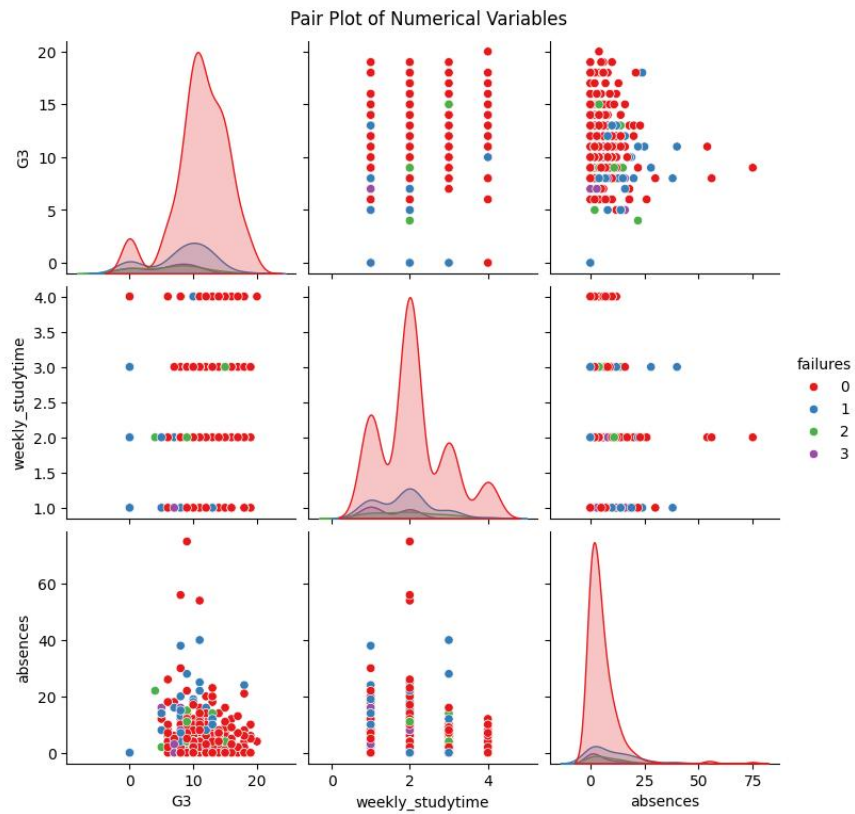 Pair Plot of Numerical Variables
20
15
10
5
0
G3
4.0
3.5
3.0
2.5
2.0
1.5
1.0
weekly_studytime
failures
0
1
2
3
60
40
20
0
absences
0 10 20
G3
0 2 4
weekly_studytime
0 25 50 75
absences